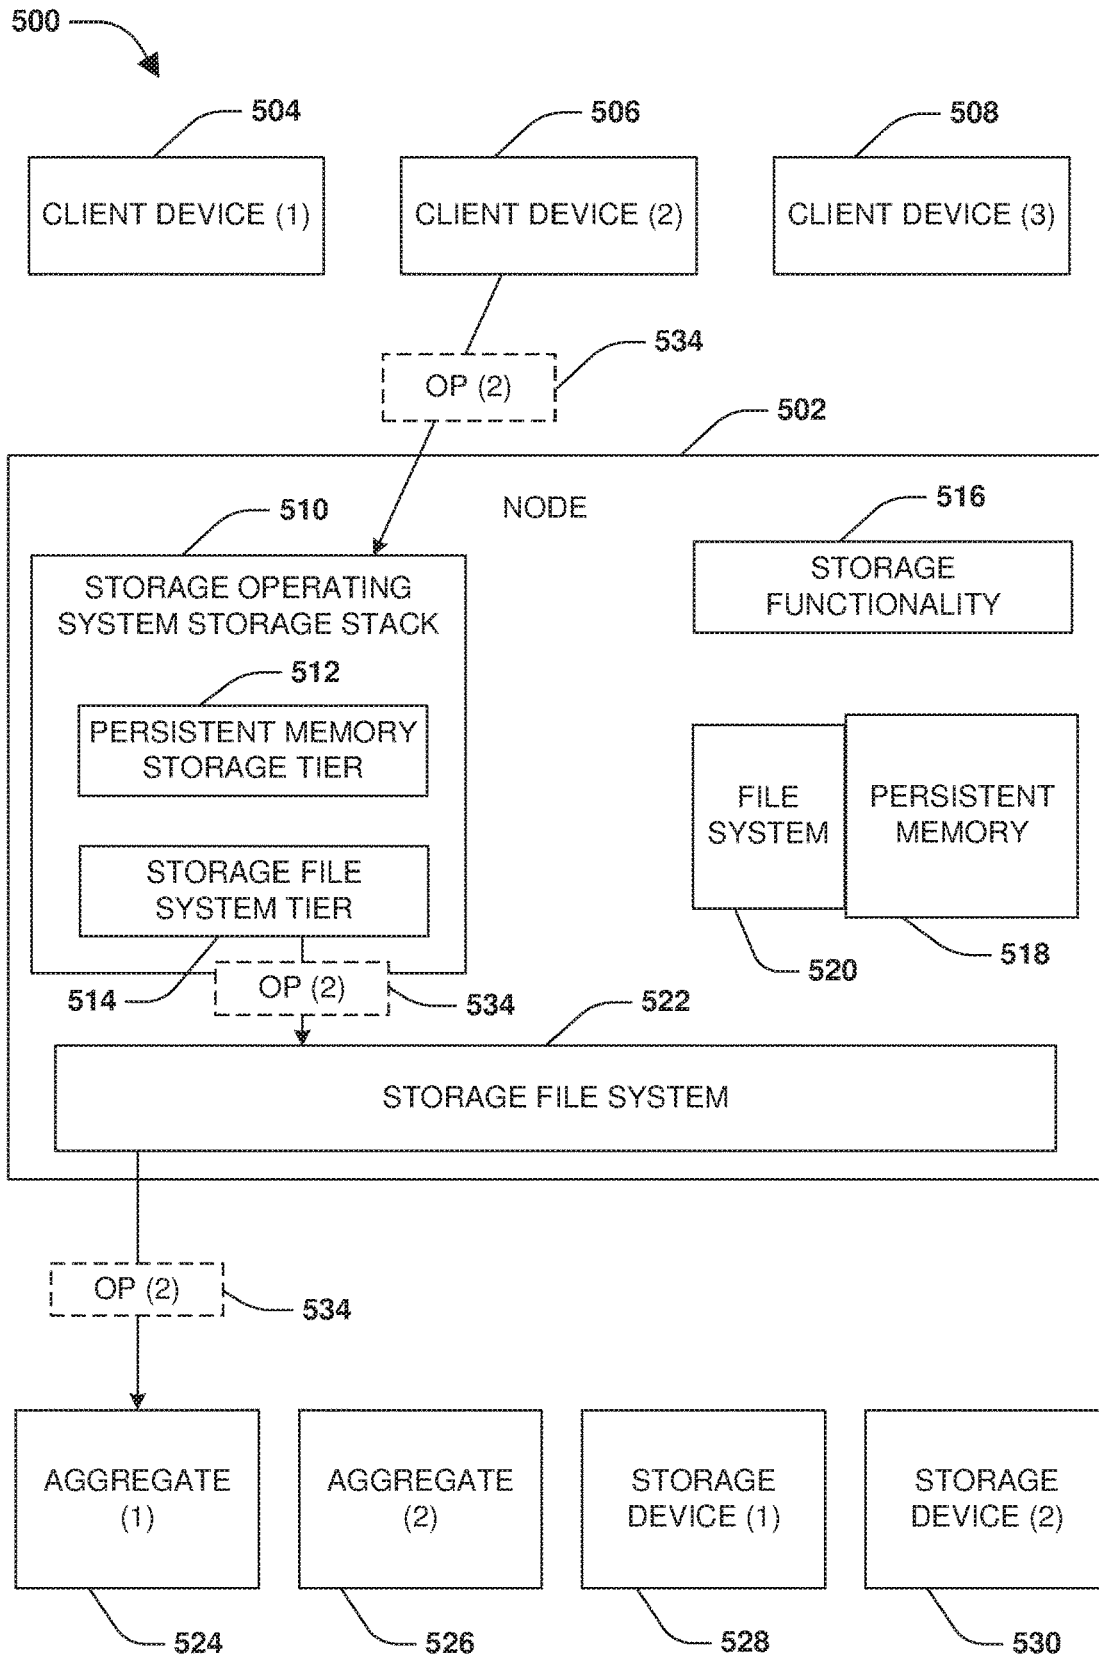 500
504
506
508
CLIENT DEVICE (1)
CLIENT DEVICE (2)
CLIENT DEVICE (3)
534
OP (2)
502
NODE
516
510
STORAGE OPERATING
SYSTEM STORAGE STACK
STORAGE
FUNCTIONALITY
512
PERSISTENT MEMORY
STORAGE TIER
FILE
SYSTEM
PERSISTENT
MEMORY
STORAGE FILE
SYSTEM TIER
520
518
514
OP (2)
534
522
STORAGE FILE SYSTEM
OP (2)
534
AGGREGATE
(1)
AGGREGATE
(2)
STORAGE
DEVICE (1)
STORAGE
DEVICE (2)
524
526
528
530